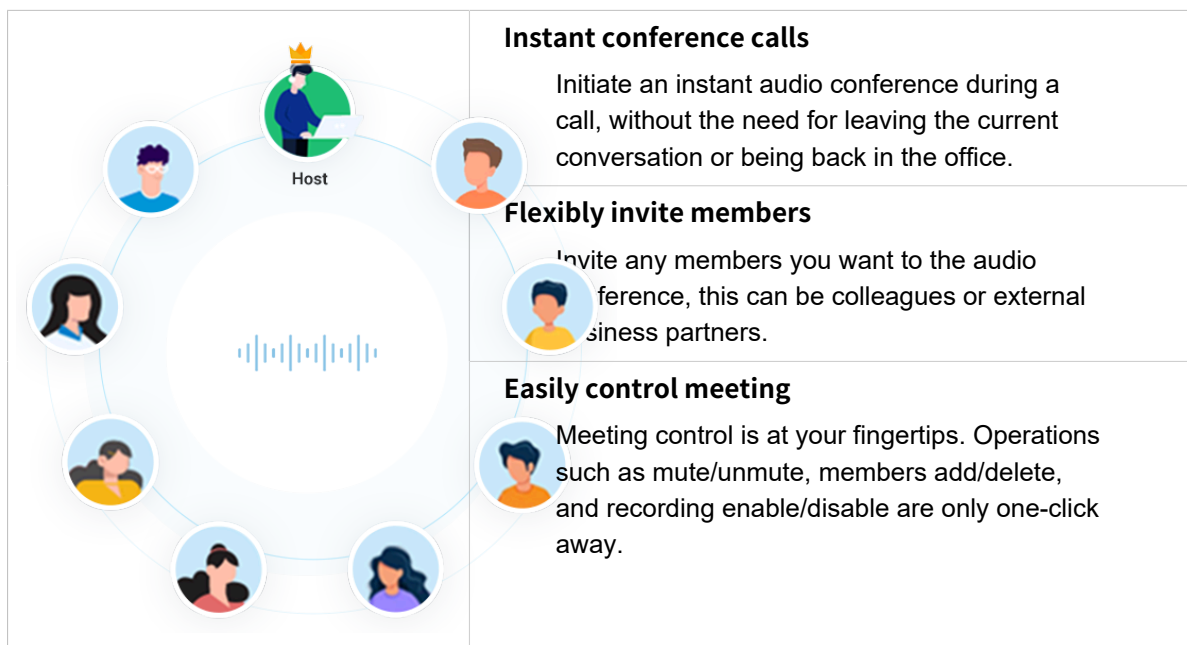 Host
Instant conference calls
Initiate an instant audio conference during a
call, without the need for leaving the current
conversation or being back in the office.
Flexibly invite members
Invite any members you want to the audio
ference, this can be colleagues or external
siness partners.
Easily control meeting
Meeting control is at your fingertips. Operations
such as mute/unmute, members add/delete,
and recording enable/disable are only one-click
away.